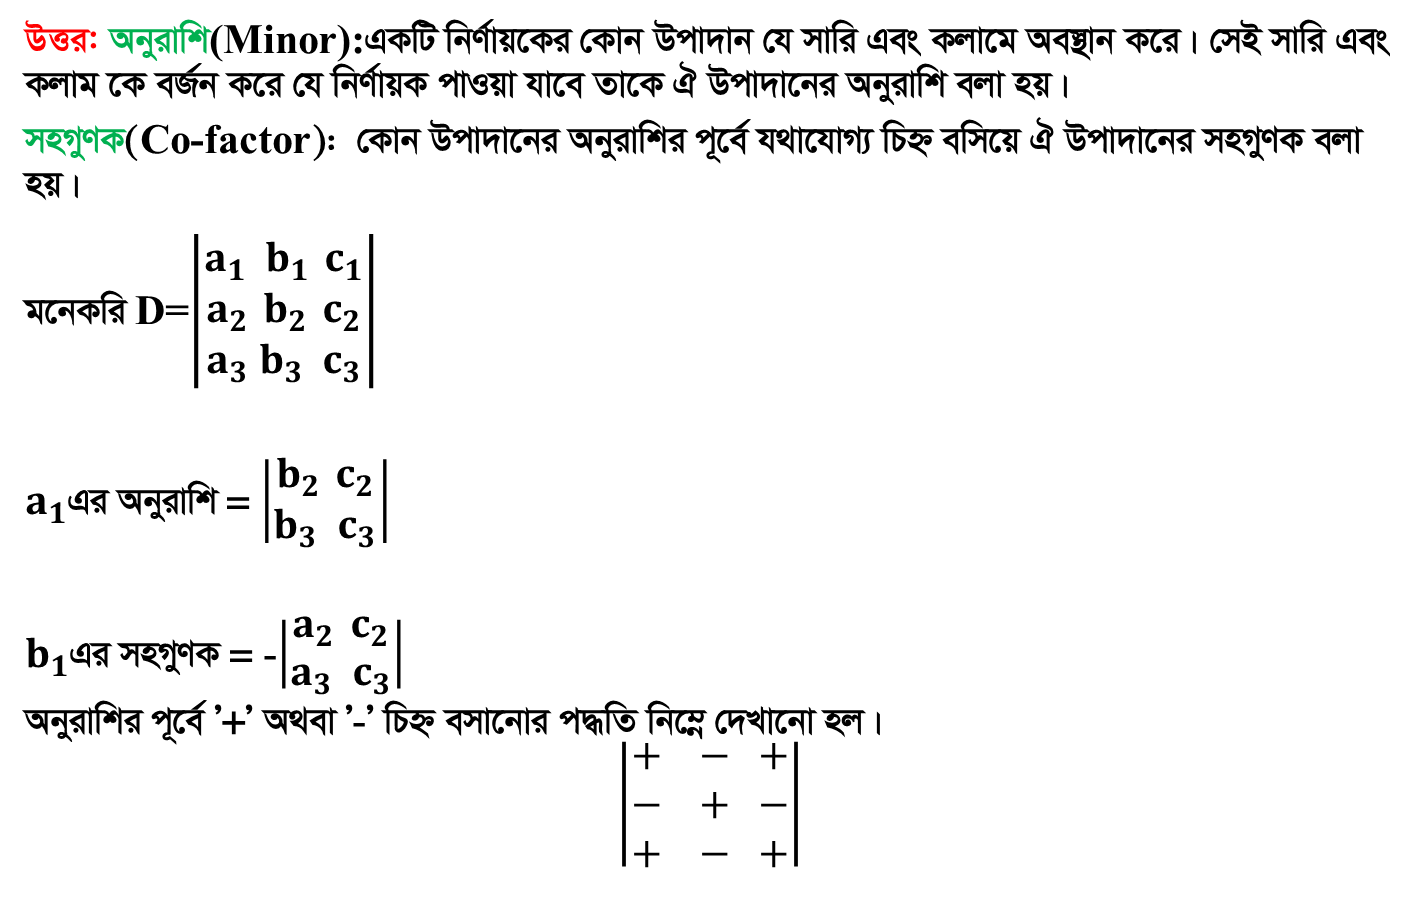 উত্তরঃ অনুরাশি(Minor):একটি নির্ণায়কের কোন উপাদান যে সারি এবং কলামে অবস্থান করে। সেই সারি এবং
কলাম কে বর্জন করে যে নির্ণায়ক পাওয়া যাবে তাকে ঐ উপাদানের অনুরাশি বলা হয়।
সহগুণক(Co-factor)ঃ কোন উপাদানের অনুরাশির পূর্বে যথাযোগ্য চিহ্ন বসিয়ে ঐ উপাদানের সহগুণক বলা
হয়।
|a₁ b₁ c₁|
মনেকরি D=|a₂ b₂ c₂|
|a₃ b₃ c₃|
a₁এর অনুরাশি = |b₂ c₂|
|b₃ c₃|
b₁এর সহগুণক = -|a₂ c₂|
|a₃ c₃|
অনুরাশির পূর্বে ’+’ অথবা ’-’ চিহ্ন বসানোর পদ্ধতি নিম্নে দেখানো হল।
|+ − +|
|− + −|
|+ − +|